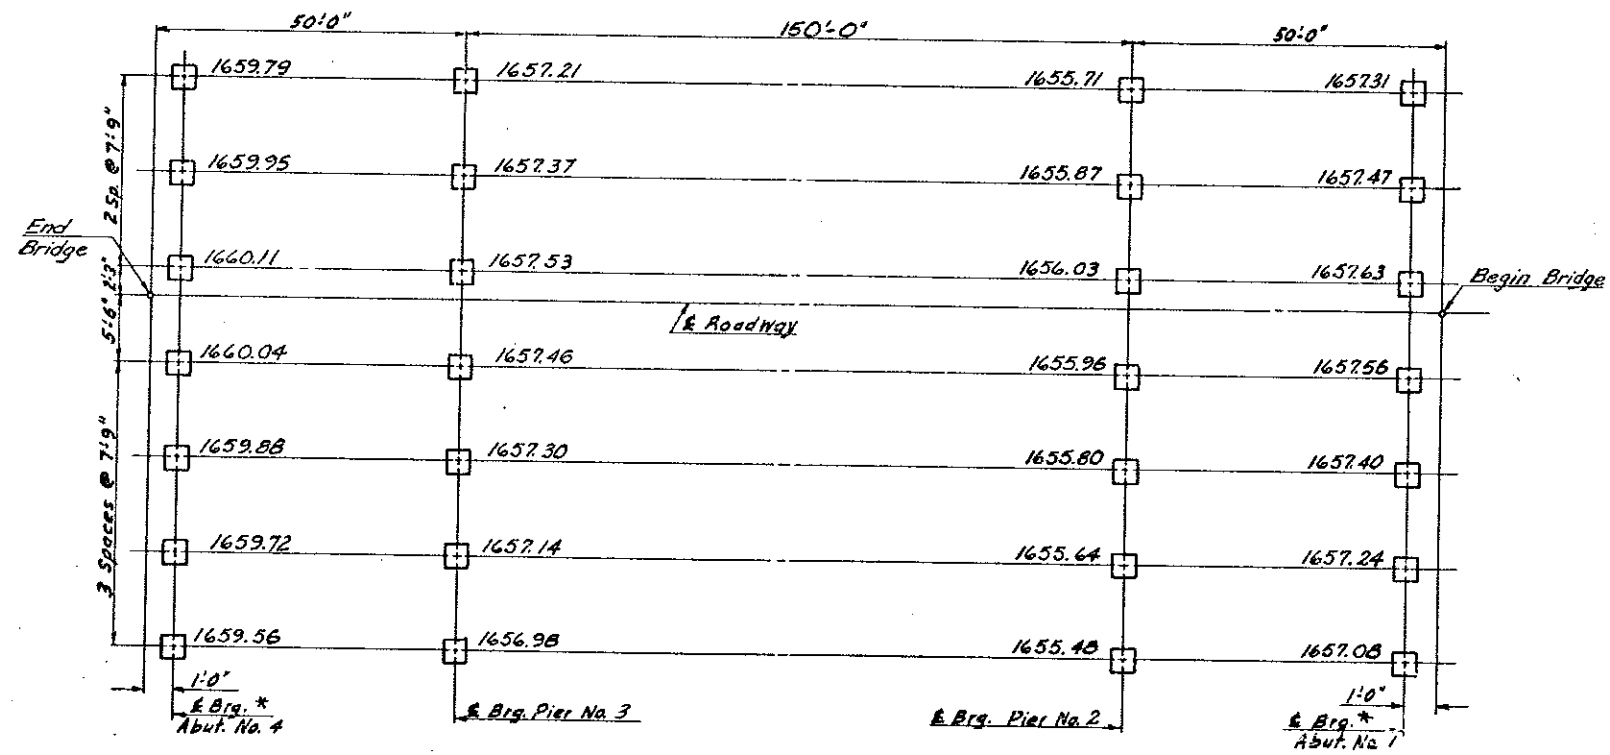 50'-0"
150'-0"
50'-0"
1659.79
1657.21
1655.71
1657.31
2 Sp. @ 7'-9"
1659.95
1657.37
1655.87
1657.47
End
Bridge
1660.11
1657.53
1656.03
1657.63
Begin Bridge
2'-3"
5'-6"
℄ Roadway
1660.04
1657.46
1655.96
1657.56
3 Spaces @ 7'-9"
1659.88
1657.30
1655.80
1657.40
1659.72
1657.14
1655.64
1657.24
1659.56
1656.98
1655.48
1657.08
1'-0"
1'-0"
℄ Brg. *
Abut. No. 4
℄ Brg. Pier No. 3
℄ Brg. Pier No. 2
℄ Brg. *
Abut. No. 1